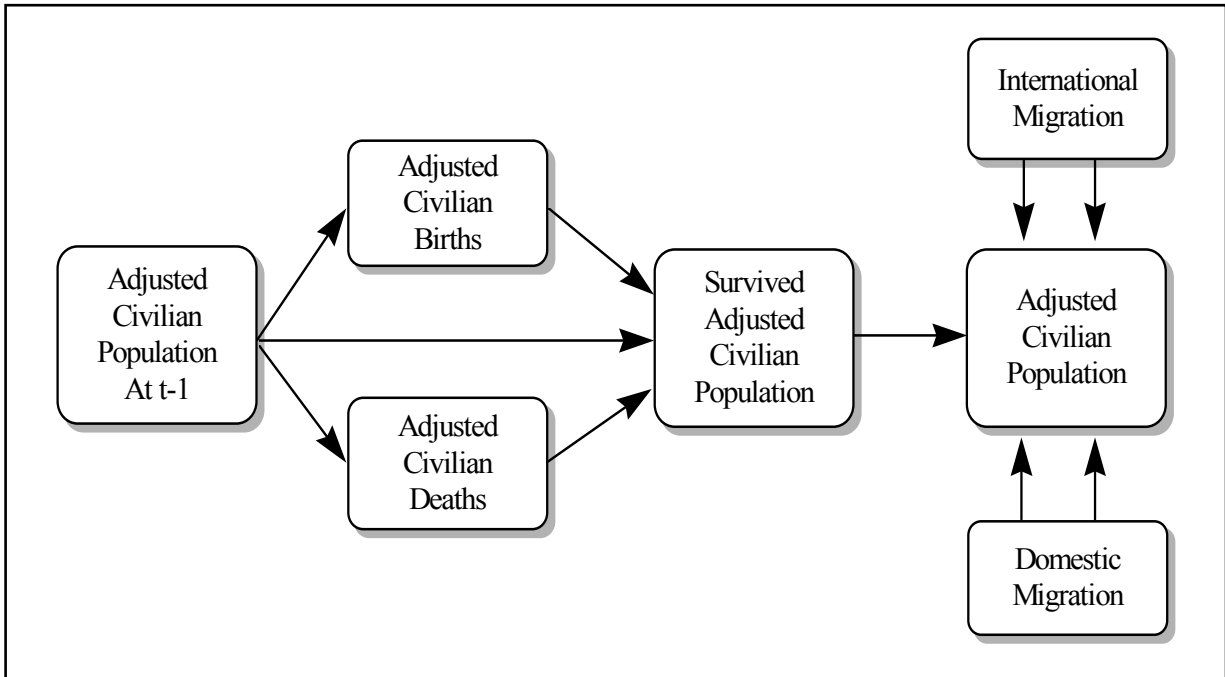 Adjusted
Civilian
Population
At t-1
Adjusted
Civilian
Births
Adjusted
Civilian
Deaths
Survived
Adjusted
Civilian
Population
International
Migration
Adjusted
Civilian
Population
Domestic
Migration